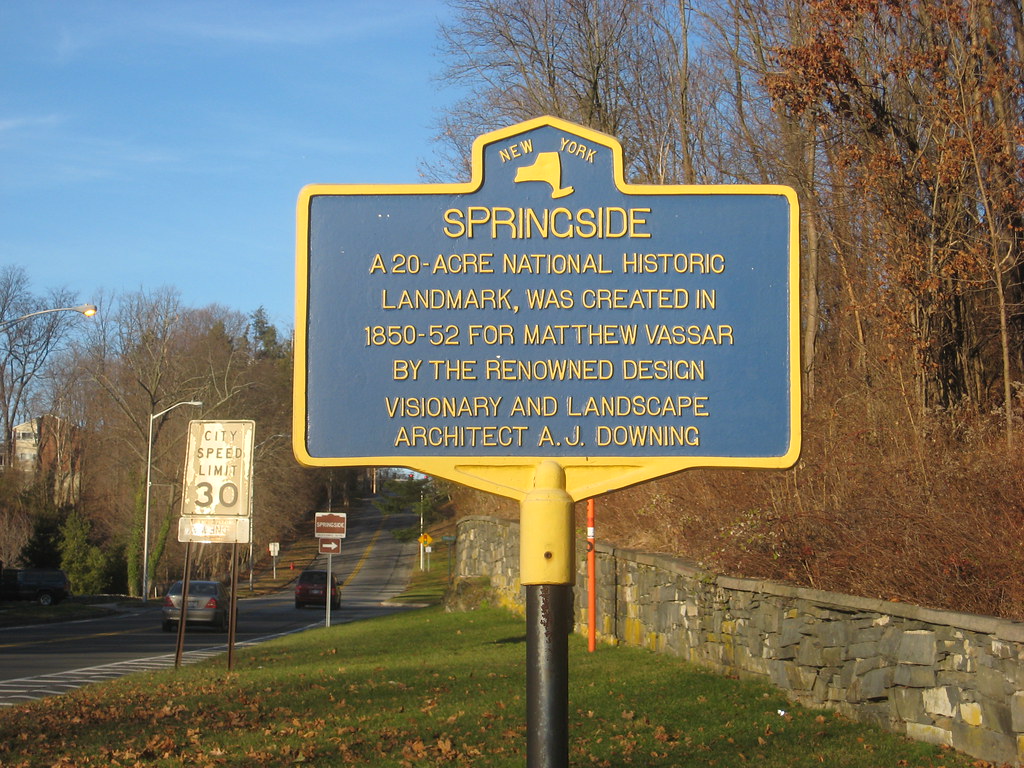 NEW YORK
SPRINGSIDE
A 20-ACRE NATIONAL HISTORIC
LANDMARK, WAS CREATED IN
1850-52 FOR MATTHEW VASSAR
BY THE RENOWNED DESIGN
VISIONARY AND LANDSCAPE
ARCHITECT A.J. DOWNING
CITY
SPEED
LIMIT
30
SPRINGSIDE